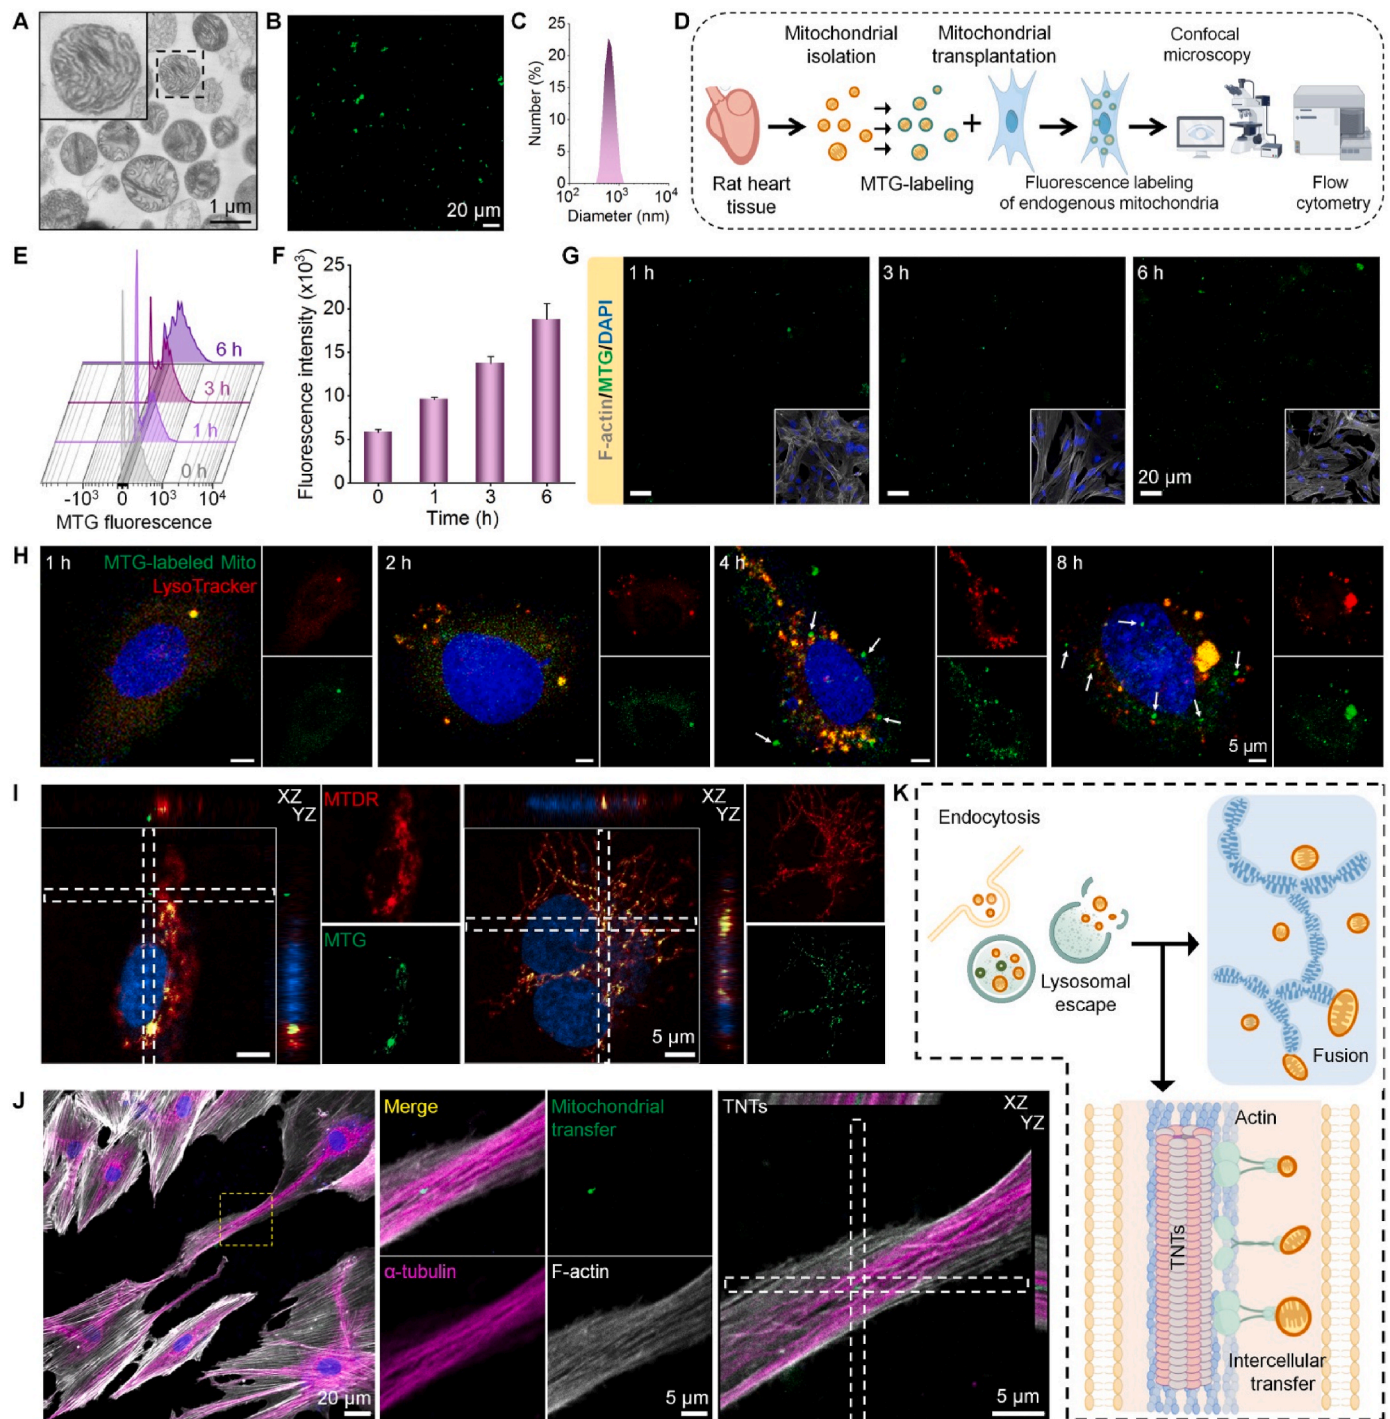 A
1 μm
B
20 μm
C
25
20
15
10
5
0
Number (%)
10² 10³ 10⁴
Diameter (nm)
D
Mitochondrial
isolation
Mitochondrial
transplantation
Confocal
microscopy
Rat heart
tissue
MTG-labeling
Fluorescence labeling
of endogenous mitochondria
Flow
cytometry
E
6 h
3 h
1 h
0 h
-10³ 0 10³ 10⁴
MTG fluorescence
F
Fluorescence intensity (x10³)
25
20
15
10
5
0
0 1 3 6
Time (h)
G
F-actin/MTG/DAPI
1 h
3 h
6 h
20 μm
H
1 h
MTG-labeled Mito
LysoTracker
2 h
4 h
8 h
5 μm
I
XZ
YZ
MTDR
MTG
XZ
YZ
5 μm
J
20 μm
Merge
Mitochondrial
transfer
α-tubulin
F-actin
5 μm
TNTs
XZ
YZ
5 μm
K
Endocytosis
Lysosomal
escape
Fusion
Actin
TNTs
Intercellular
transfer